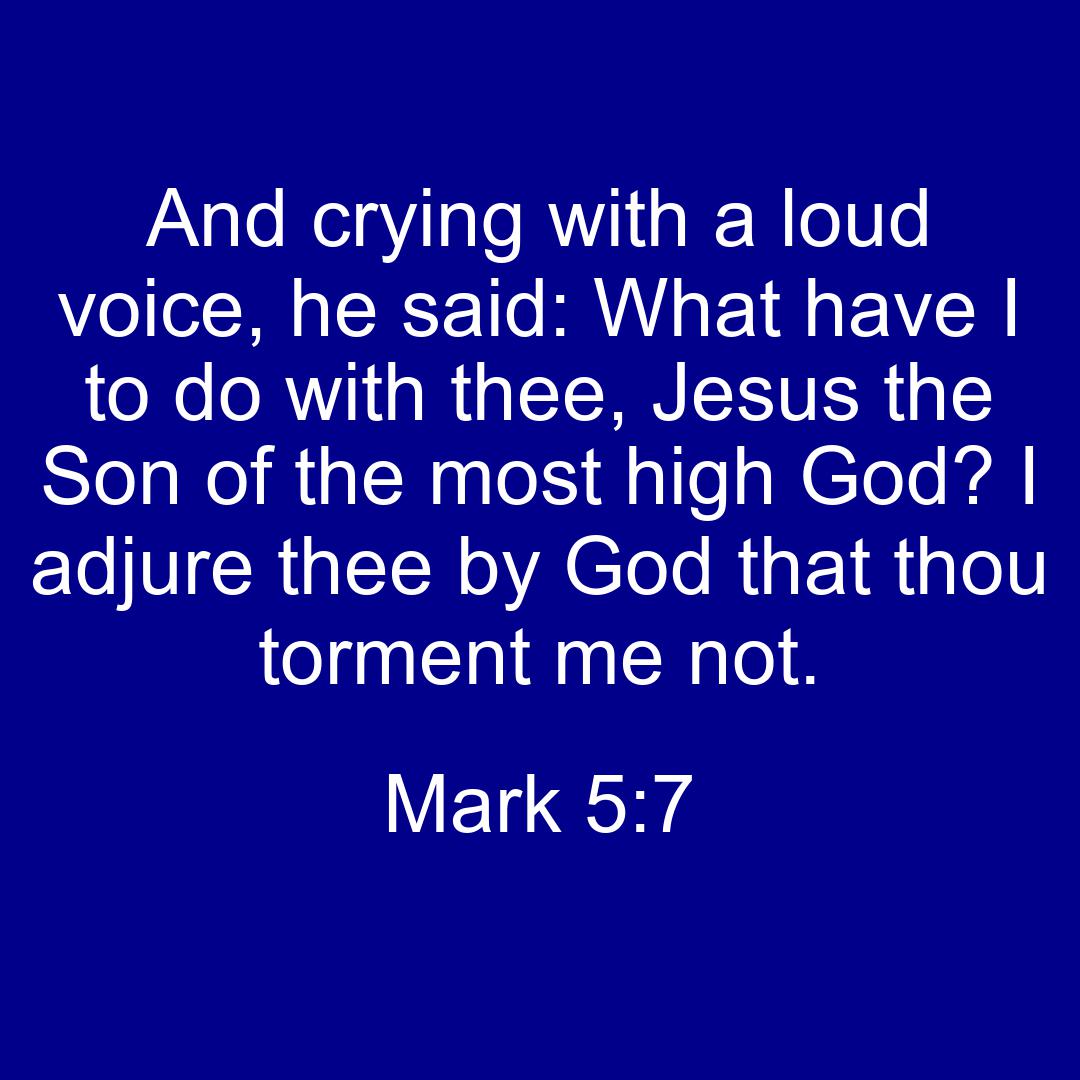 And crying with a loud
voice, he said: What have I
to do with thee, Jesus the
Son of the most high God? I
adjure thee by God that thou
torment me not.
Mark 5:7